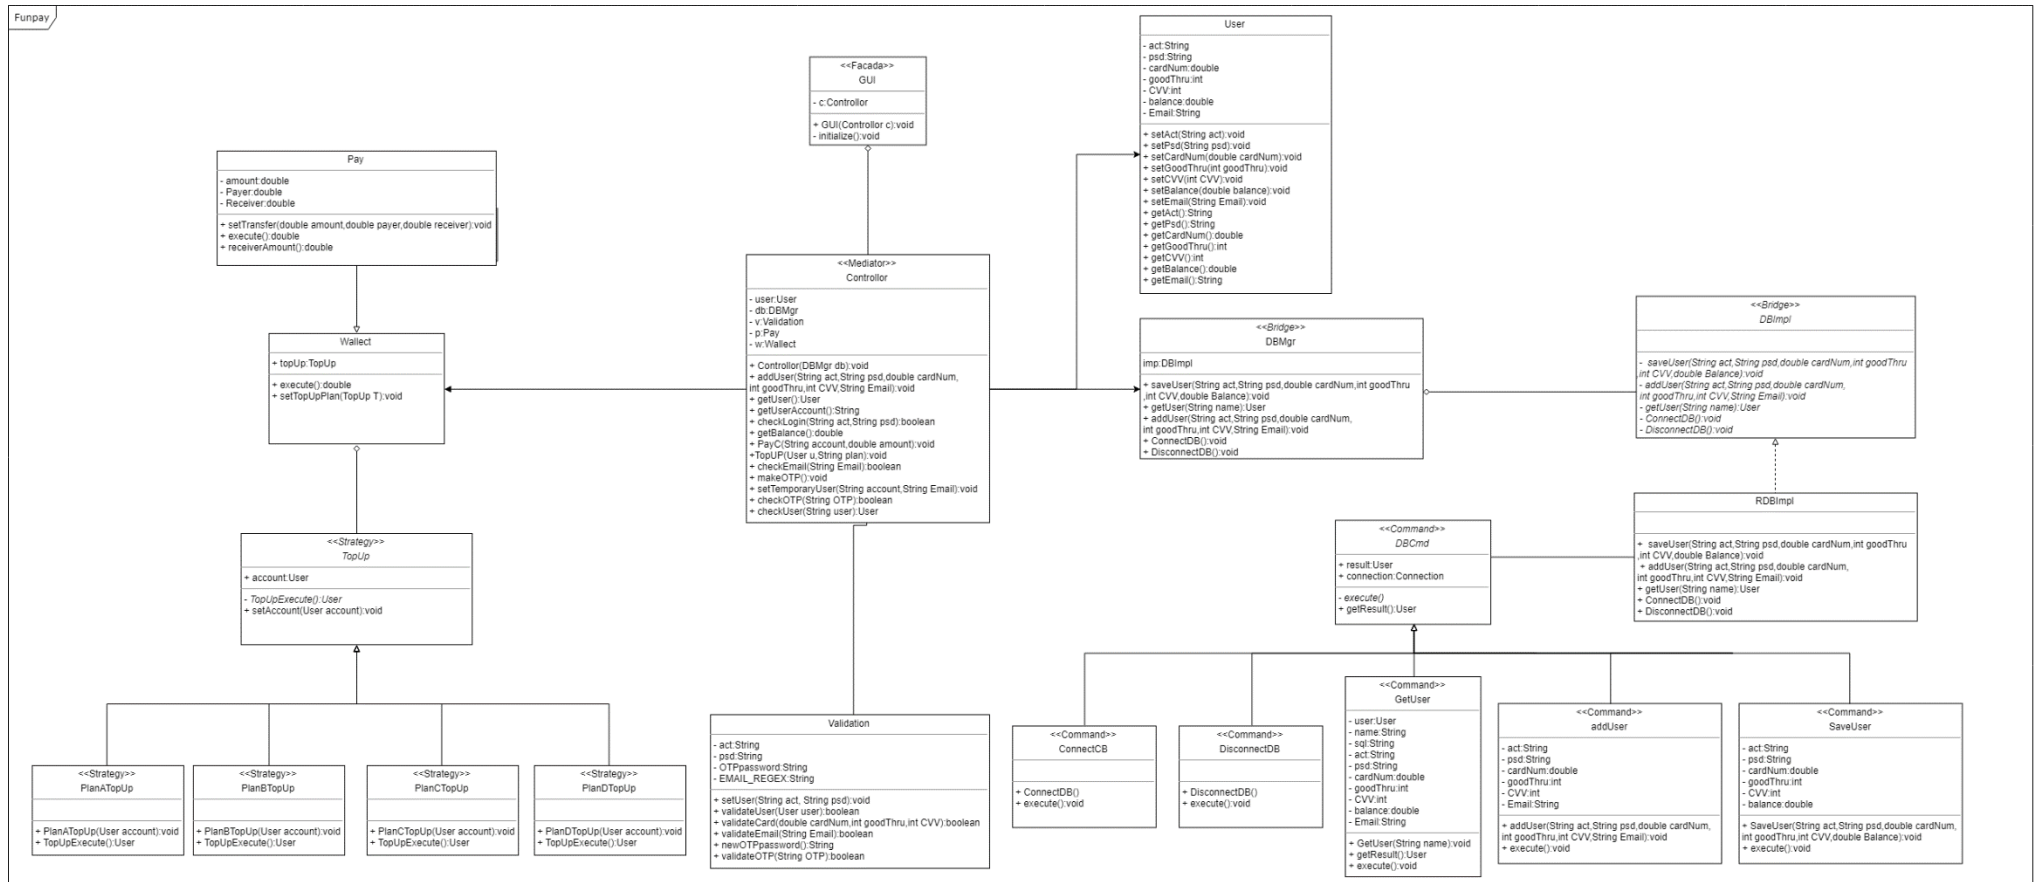 Funpay
User
- act:String
- psd:String
- cardNum:double
- goodThru:int
- CVV:int
- balance:double
- Email:String
+ setAct(String act):void
+ setPsd(String psd):void
+ setCardNum(double cardNum):void
+ setGoodThru(int goodThru):void
+ setCVV(int CVV):void
+ setBalance(double balance):void
+ setEmail(String Email):void
+ getAct():String
+ getPsd():String
+ getCardNum():double
+ getGoodThru():int
+ getCVV():int
+ getBalance():double
+ getEmail():String
<<Facada>>
GUI
- c:Controllor
+ GUI(Controllor c):void
- initialize():void
Pay
- amount:double
- Payer:double
- Receiver:double
+ setTransfer(double amount,double payer,double receiver):void
+ execute():double
+ receiverAmount():double
<<Mediator>>
Controllor
- user:User
- db:DBMgr
- v:Validation
- p:Pay
- w:Wallect
+ Controllor(DBMgr db):void
+ addUser(String act,String psd,double cardNum,
int goodThru,int CVV,String Email):void
+ getUser():User
+ getUserAccount():String
+ checkLogin(String act,String psd):boolean
+ getBalance():double
+ PayC(String account,double amount):void
+TopUP(User u,String plan):void
+ checkEmail(String Email):boolean
+ makeOTP():void
+ setTemporaryUser(String account,String Email):void
+ checkOTP(String OTP):boolean
+ checkUser(String user):User
Wallect
+ topUp:TopUp
+ execute():double
+ setTopUpPlan(TopUp T):void
<<Bridge>>
DBMgr
imp:DBImpl
+ saveUser(String act,String psd,double cardNum,int goodThru
,int CVV,double Balance):void
+ getUser(String name):User
+ addUser(String act,String psd,double cardNum,
int goodThru,int CVV,String Email):void
+ ConnectDB():void
+ DisconnectDB():void
<<Bridge>>
DBImpl
- saveUser(String act,String psd,double cardNum,int goodThru
,int CVV,double Balance):void
- addUser(String act,String psd,double cardNum,
int goodThru,int CVV,String Email):void
- getUser(String name):User
- ConnectDB():void
- DisconnectDB():void
RDBImpl
+ saveUser(String act,String psd,double cardNum,int goodThru
,int CVV,double Balance):void
+ addUser(String act,String psd,double cardNum,
int goodThru,int CVV,String Email):void
+ getUser(String name):User
+ ConnectDB():void
+ DisconnectDB():void
<<Command>>
DBCmd
+ result:User
+ connection:Connection
- execute()
+ getResult():User
<<Strategy>>
TopUp
+ account:User
- TopUpExecute():User
+ setAccount(User account):void
<<Strategy>>
PlanATopUp
+ PlanATopUp(User account):void
+ TopUpExecute():User
<<Strategy>>
PlanBTopUp
+ PlanBTopUp(User account):void
+ TopUpExecute():User
<<Strategy>>
PlanCTopUp
+ PlanCTopUp(User account):void
+ TopUpExecute():User
<<Strategy>>
PlanDTopUp
+ PlanDTopUp(User account):void
+ TopUpExecute():User
Validation
- act:String
- psd:String
- OTPpassword:String
- EMAIL_REGEX:String
+ setUser(String act, String psd):void
+ validateUser(User user):boolean
+ validateCard(double cardNum,int goodThru,int CVV):boolean
+ validateEmail(String Email):boolean
+ newOTPpassword():String
+ validateOTP(String OTP):boolean
<<Command>>
ConnectCB
+ ConnectDB()
+ execute():void
<<Command>>
DisconnectDB
+ DisconnectDB()
+ execute():void
<<Command>>
GetUser
- user:User
- name:String
- sql:String
- act:String
- psd:String
- cardNum:double
- goodThru:int
- CVV:int
- balance:double
- Email:String
+ GetUser(String name):void
+ getResult():User
+ execute():void
<<Command>>
addUser
- act:String
- psd:String
- cardNum:double
- goodThru:int
- CVV:int
- Email:String
+ addUser(String act,String psd,double cardNum,
int goodThru,int CVV,String Email):void
+ execute():void
<<Command>>
SaveUser
- act:String
- psd:String
- cardNum:double
- goodThru:int
- CVV:int
- balance:double
+ SaveUser(String act,String psd,double cardNum,
int goodThru,int CVV,double Balance):void
+ execute():void